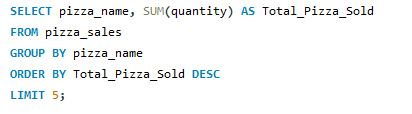 SELECT pizza_name, SUM(quantity) AS Total_Pizza_Sold
FROM pizza_sales
GROUP BY pizza_name
ORDER BY Total_Pizza_Sold DESC
LIMIT 5;